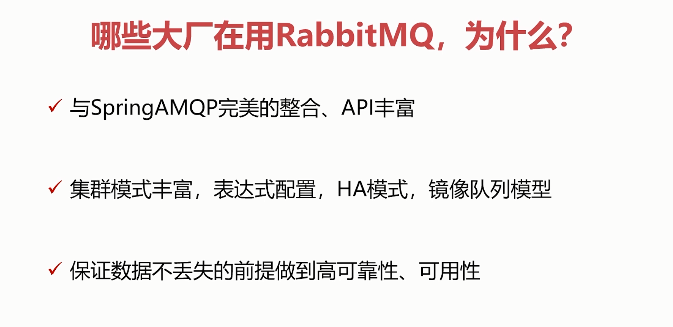 哪些大厂在用RabbitMQ，为什么？
✓ 与SpringAMQP完美的整合、API丰富
✓ 集群模式丰富，表达式配置，HA模式，镜像队列模型
✓ 保证数据不丢失的前提做到高可靠性、可用性